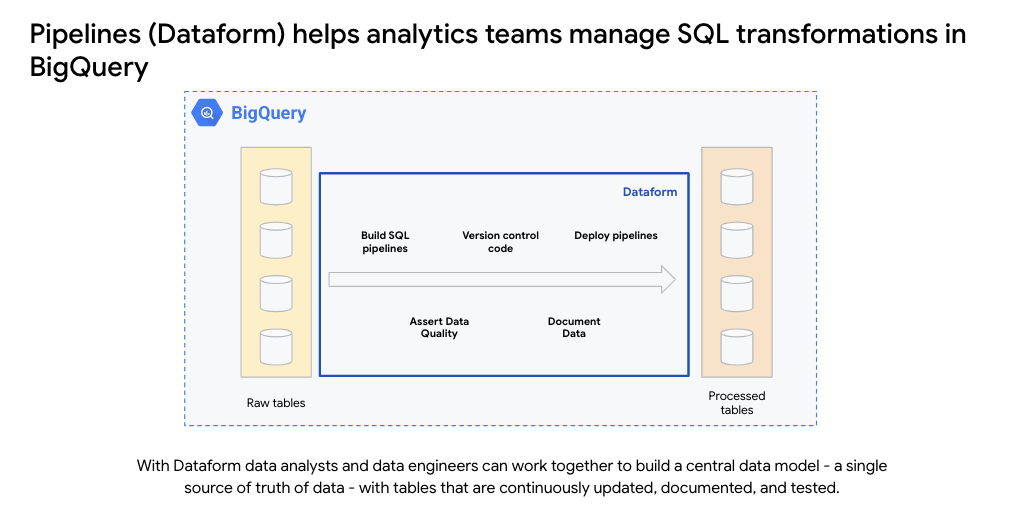 Pipelines (Dataform) helps analytics teams manage SQL transformations in
BigQuery
BigQuery
Dataform
Build SQL
pipelines
Version control
code
Deploy pipelines
Assert Data
Quality
Document
Data
Raw tables
Processed
tables
With Dataform data analysts and data engineers can work together to build a central data model - a single
source of truth of data - with tables that are continuously updated, documented, and tested.